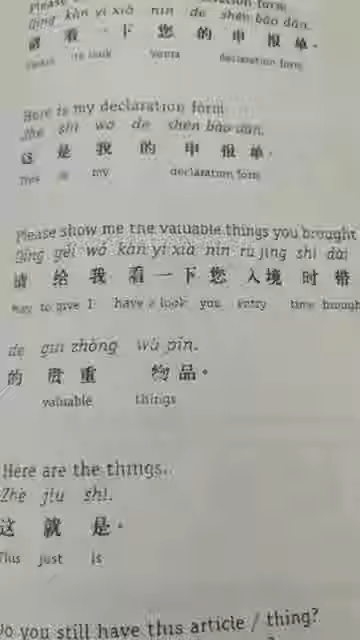 Please
declaration form
qǐng kàn yí xià nín de shēn bào dān.
请 看 一 下 您 的 申 报 单。
to look yours declaration form
Here is my declaration form
zhè shì wǒ de shēn bào dān.
这 是 我 的 申 报 单。
This is my declaration form
Please show me the valuable things you brought
qǐng gěi wǒ kàn yí xià nín rù jìng shí dài
请 给 我 看 一 下 您 入 境 时 带
may to give I have a look you entry time brough
de guì zhòng wù pǐn.
的 贵 重 物 品。
valuable things
Here are the things.
Zhè jiù shì.
这 就 是。
This just is
Do you still have this article / thing?